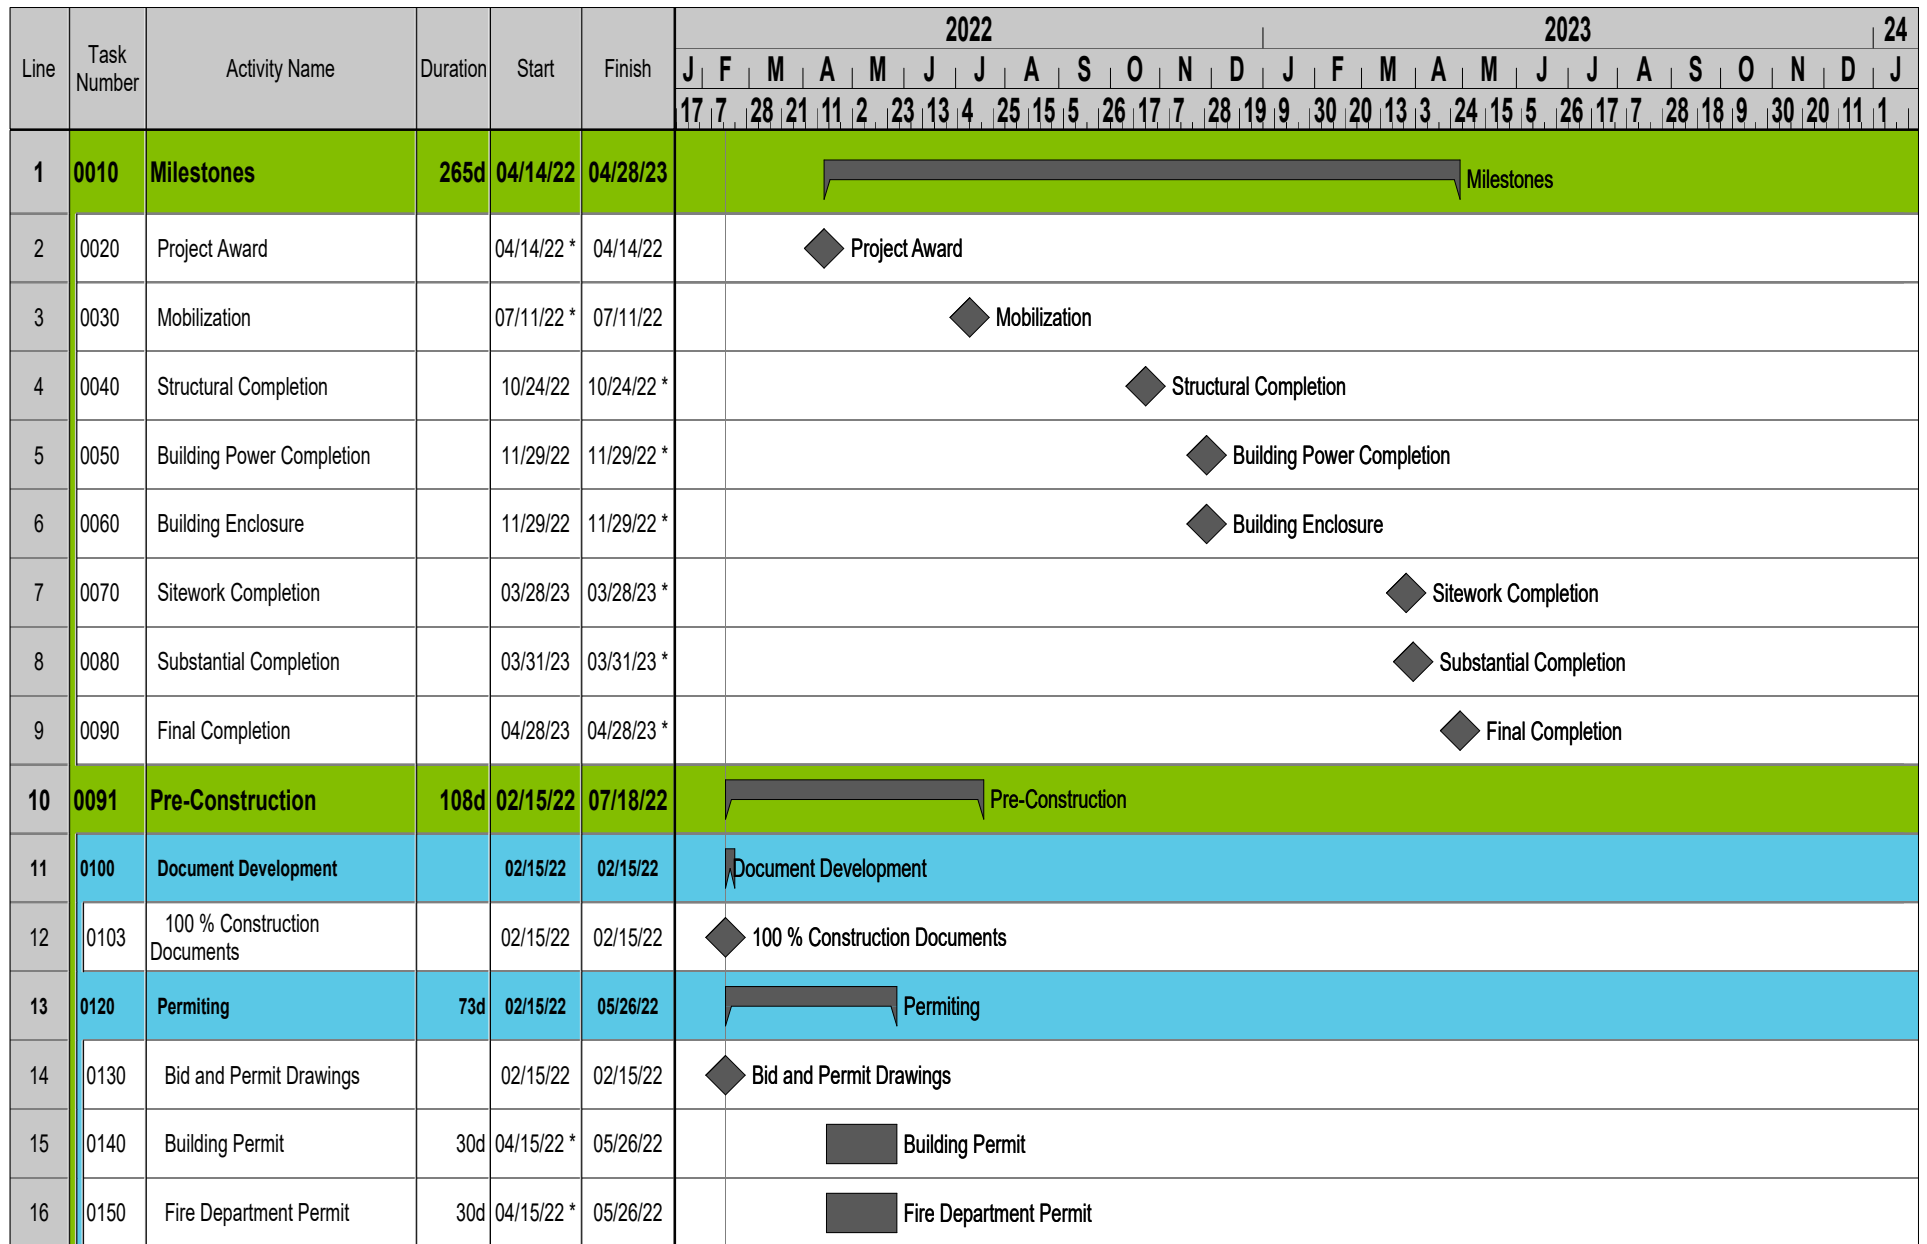 2022 2023 24
Line Task Number Activity Name Duration Start Finish J F M A M J J A S O N D J F M A M J J A S O N D J
17 7 28 21 11 2 23 13 4 25 15 5 26 17 7 28 19 9 30 20 13 3 24 15 5 26 17 7 28 18 9 30 20 11 1
1 0010 Milestones 265d 04/14/22 04/28/23 Milestones
2 0020 Project Award 04/14/22 * 04/14/22 Project Award
3 0030 Mobilization 07/11/22 * 07/11/22 Mobilization
4 0040 Structural Completion 10/24/22 10/24/22 * Structural Completion
5 0050 Building Power Completion 11/29/22 11/29/22 * Building Power Completion
6 0060 Building Enclosure 11/29/22 11/29/22 * Building Enclosure
7 0070 Sitework Completion 03/28/23 03/28/23 * Sitework Completion
8 0080 Substantial Completion 03/31/23 03/31/23 * Substantial Completion
9 0090 Final Completion 04/28/23 04/28/23 * Final Completion
10 0091 Pre-Construction 108d 02/15/22 07/18/22 Pre-Construction
11 0100 Document Development 02/15/22 02/15/22 Document Development
12 0103 100 % Construction Documents 02/15/22 02/15/22 100 % Construction Documents
13 0120 Permiting 73d 02/15/22 05/26/22 Permiting
14 0130 Bid and Permit Drawings 02/15/22 02/15/22 Bid and Permit Drawings
15 0140 Building Permit 30d 04/15/22 * 05/26/22 Building Permit
16 0150 Fire Department Permit 30d 04/15/22 * 05/26/22 Fire Department Permit